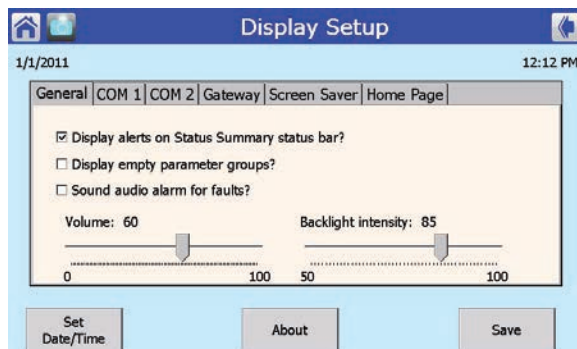 Display Setup
1/1/2011 12:12 PM
General COM 1 COM 2 Gateway Screen Saver Home Page
Display alerts on Status Summary status bar?
Display empty parameter groups?
Sound audio alarm for faults?
Volume: 60 Backlight intensity: 85
0 100 50 100
Set
Date/Time
About
Save